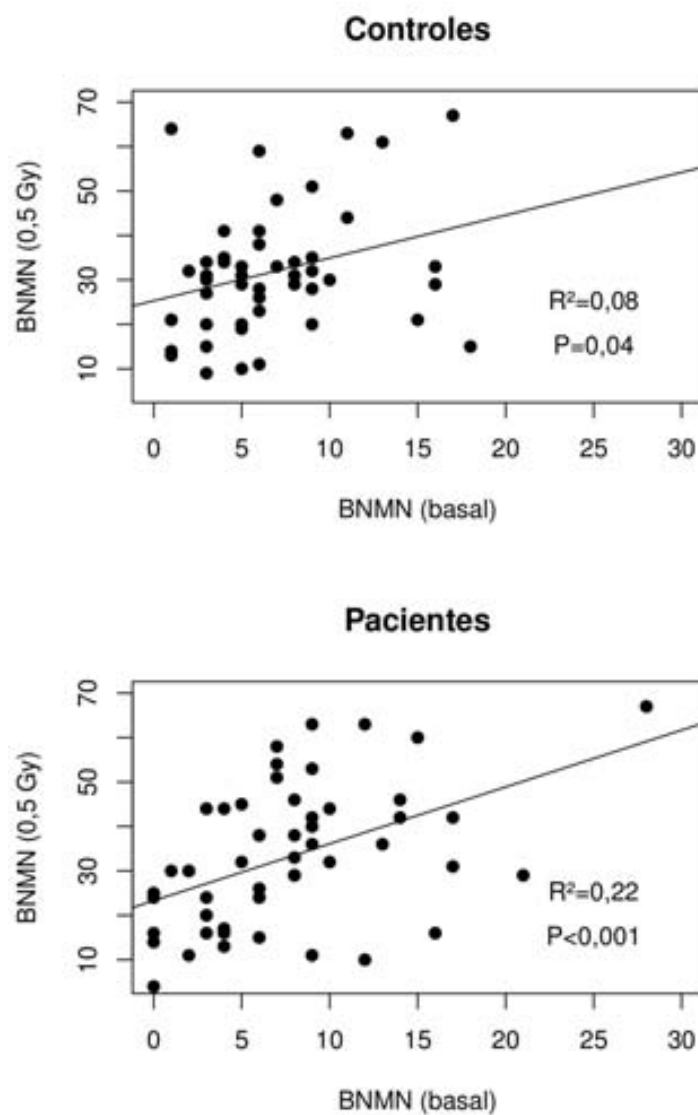 Controles
70
50
30
10
BNMN (0,5 Gy)
R²=0,08
P=0,04
0 5 10 15 20 25 30
BNMN (basal)
Pacientes
70
50
30
10
BNMN (0,5 Gy)
R²=0,22
P<0,001
0 5 10 15 20 25 30
BNMN (basal)